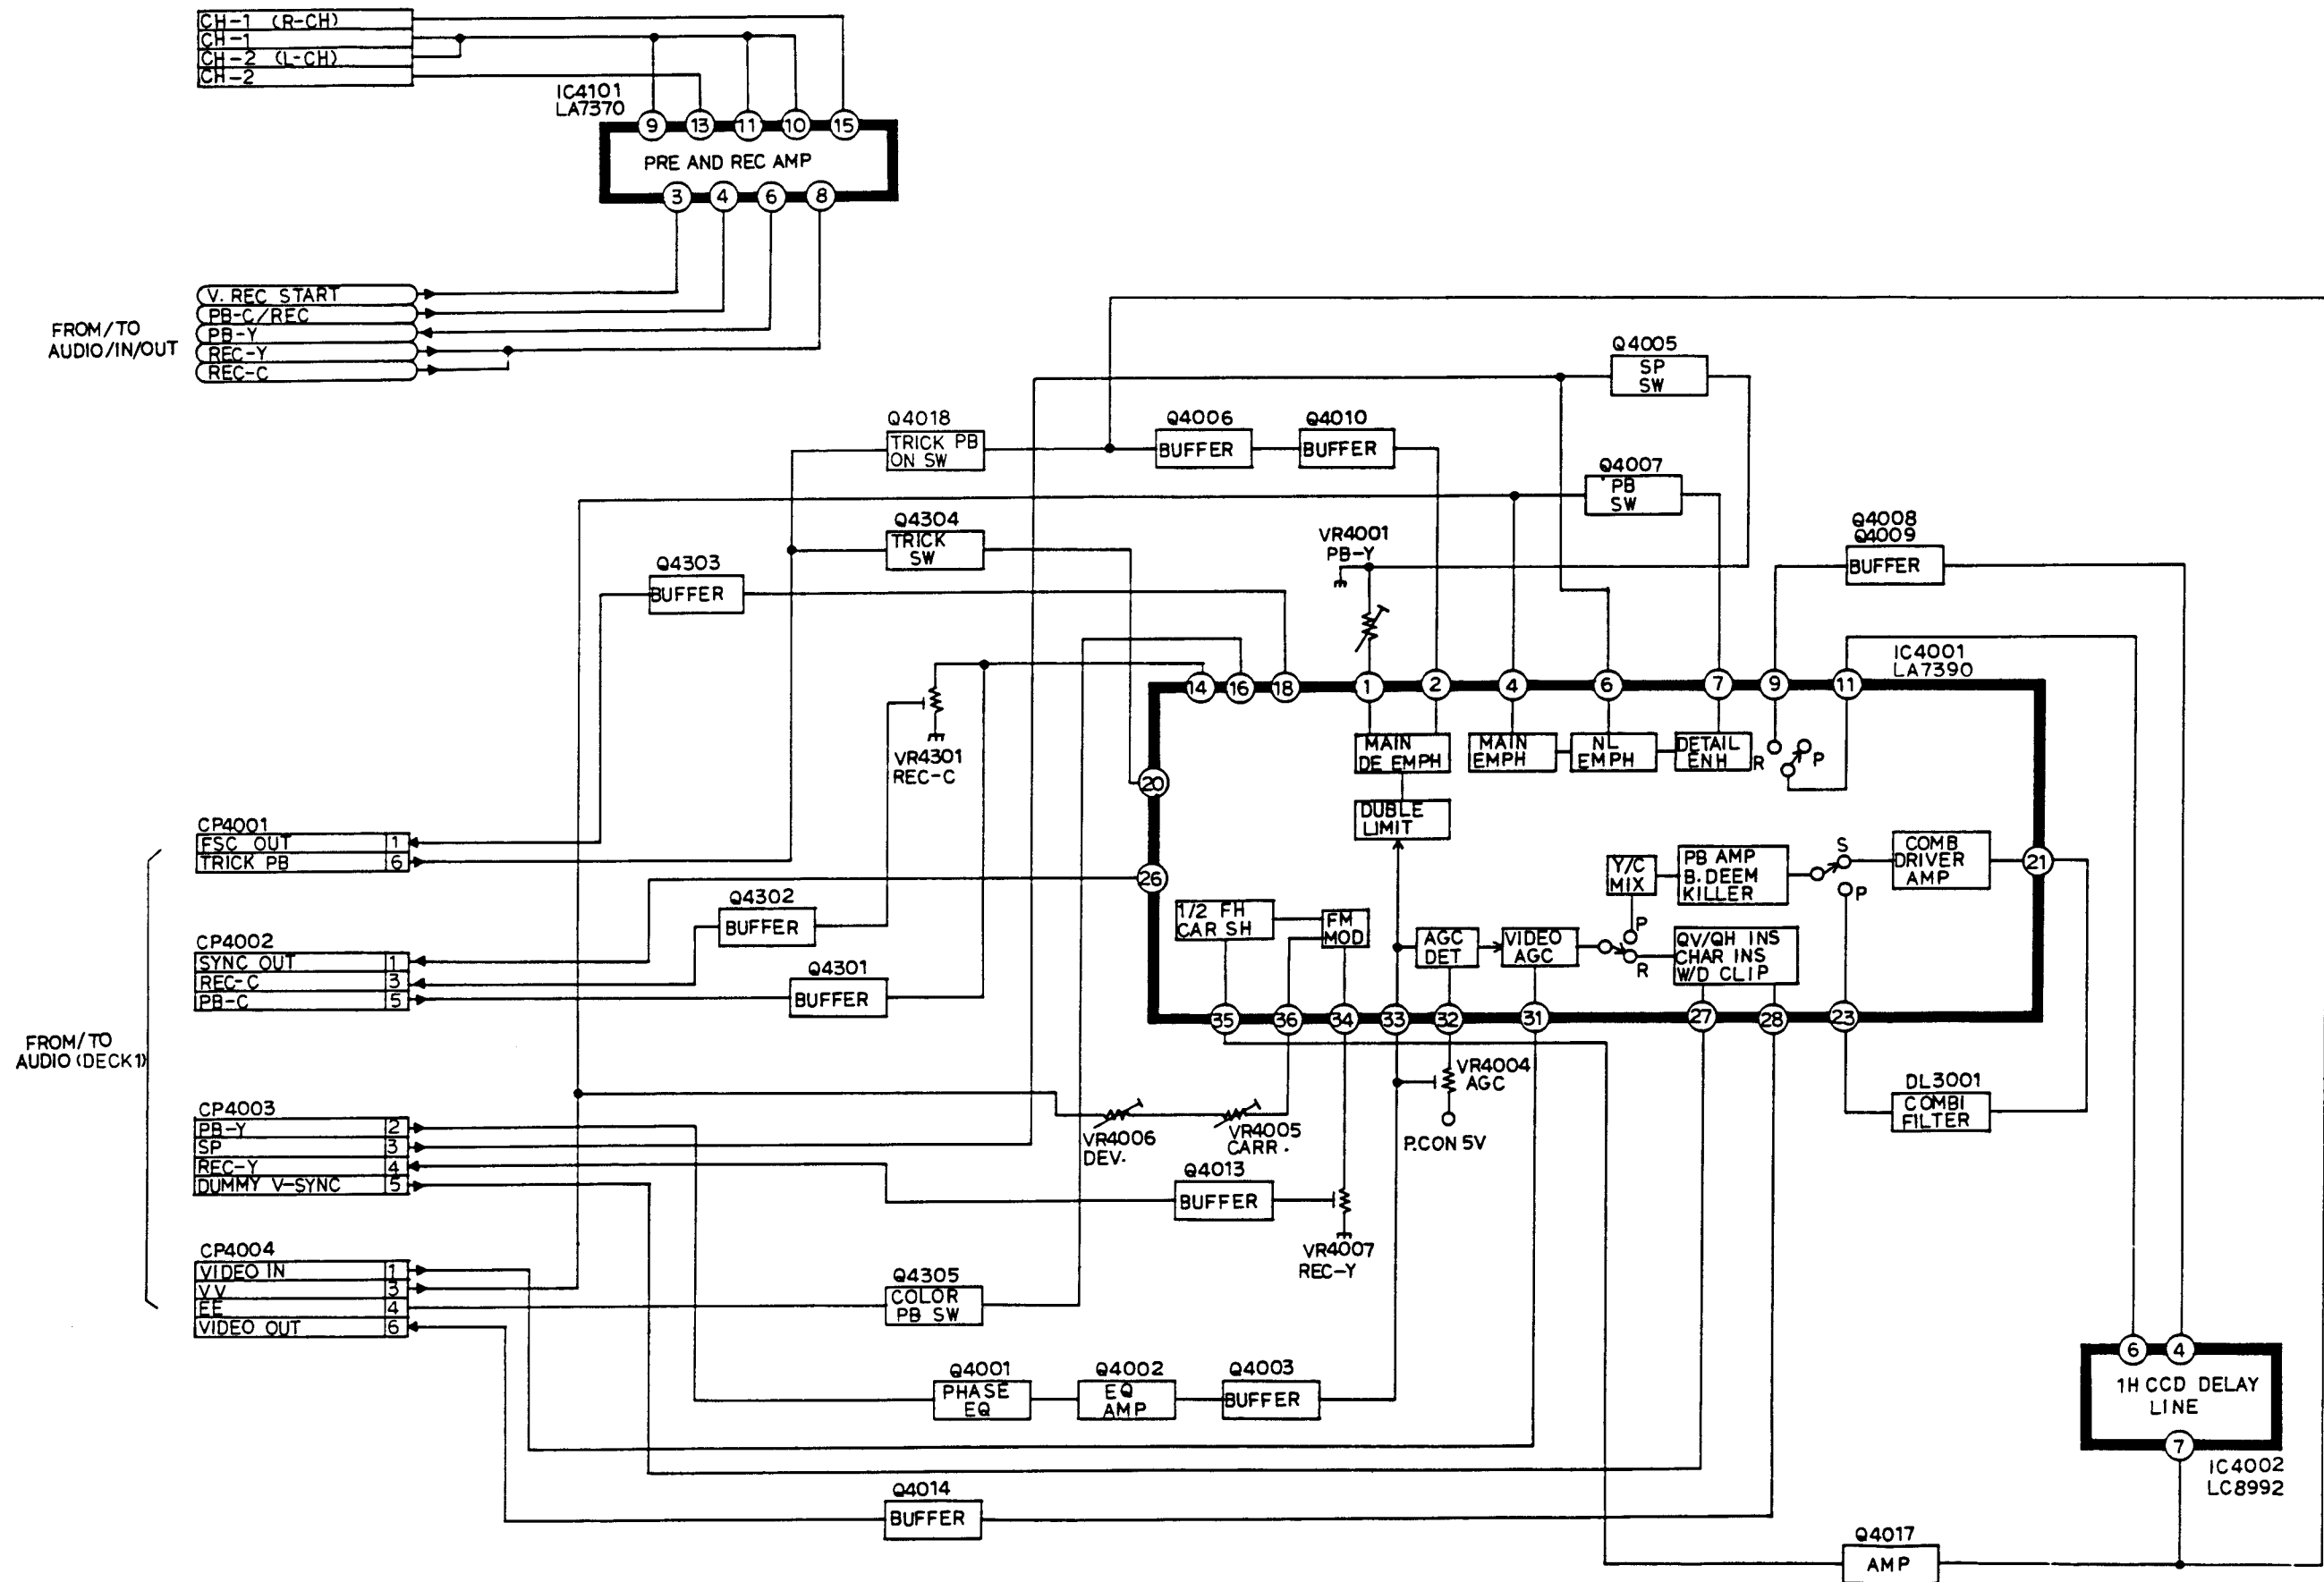 CH-1 (R-CH)
CH-1
CH-2 (L-CH)
CH-2
IC4101
LA7370
9 13 11 10 15
PRE AND REC AMP
3 4 6 8
FROM/TO
AUDIO/IN/OUT
V. REC START
PB-C/REC
PB-Y
REC-Y
REC-C
Q4005
SP
SW
Q4018
TRICK PB
ON SW
Q4006
BUFFER
Q4010
BUFFER
Q4007
PB
SW
Q4304
TRICK
SW
VR4001
PB-Y
Q4008
Q4009
BUFFER
Q4303
BUFFER
IC4001
LA7390
14 16 18 1 2 4 6 7 9 11
VR4301
REC-C
MAIN
DE EMPH
MAIN
EMPH
NL
EMPH
DETAIL
ENH
R
P
20
DUBLE
LIMIT
CP4001
FSC OUT 1
TRICK PB 6
26
Y/C
MIX
PB AMP
B. DEEM
KILLER
S
P
COMB
DRIVER
AMP
21
Q4302
BUFFER
1/2 FH
CAR SH
FM
MOD
AGC
DET
VIDEO
AGC
P
R
QV/QH INS
CHAR INS
W/D CLIP
CP4002
SYNC OUT 1
REC-C 3
PB-C 5
Q4301
BUFFER
35 36 34 33 32 31 27 28 23
FROM/TO
AUDIO (DECK1)
VR4004
AGC
P.CON 5V
DL3001
COMBI
FILTER
VR4006
DEV.
VR4005
CARR.
CP4003
PB-Y 2
SP 3
REC-Y 4
DUMMY V-SYNC 5
Q4013
BUFFER
VR4007
REC-Y
CP4004
VIDEO IN 1
VV 3
EE 4
VIDEO OUT 6
Q4305
COLOR
PB SW
6 4
1H CCD DELAY
LINE
7
IC4002
LC8992
Q4001
PHASE
EQ
Q4002
EQ
AMP
Q4003
BUFFER
Q4014
BUFFER
Q4017
AMP